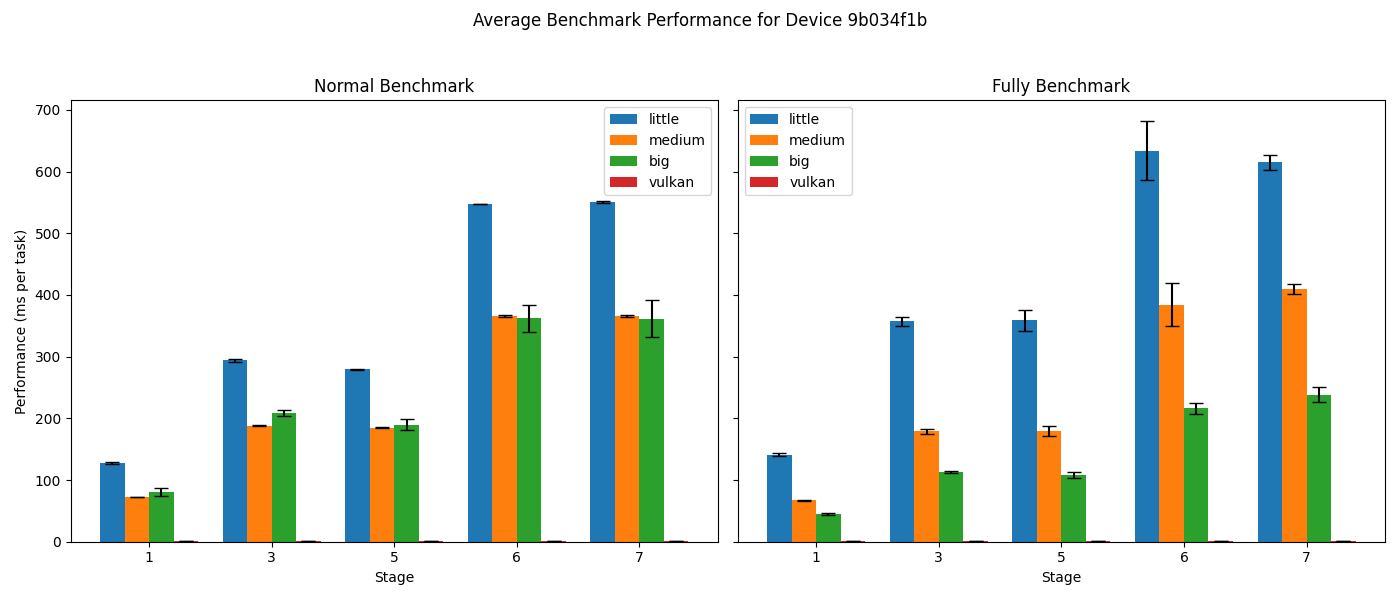 Average Benchmark Performance for Device 9b034f1b
Normal Benchmark
Performance (ms per task)
700
600
500
400
300
200
100
0
little
medium
big
vulkan
1
3
5
6
7
Stage
Fully Benchmark
little
medium
big
vulkan
1
3
5
6
7
Stage